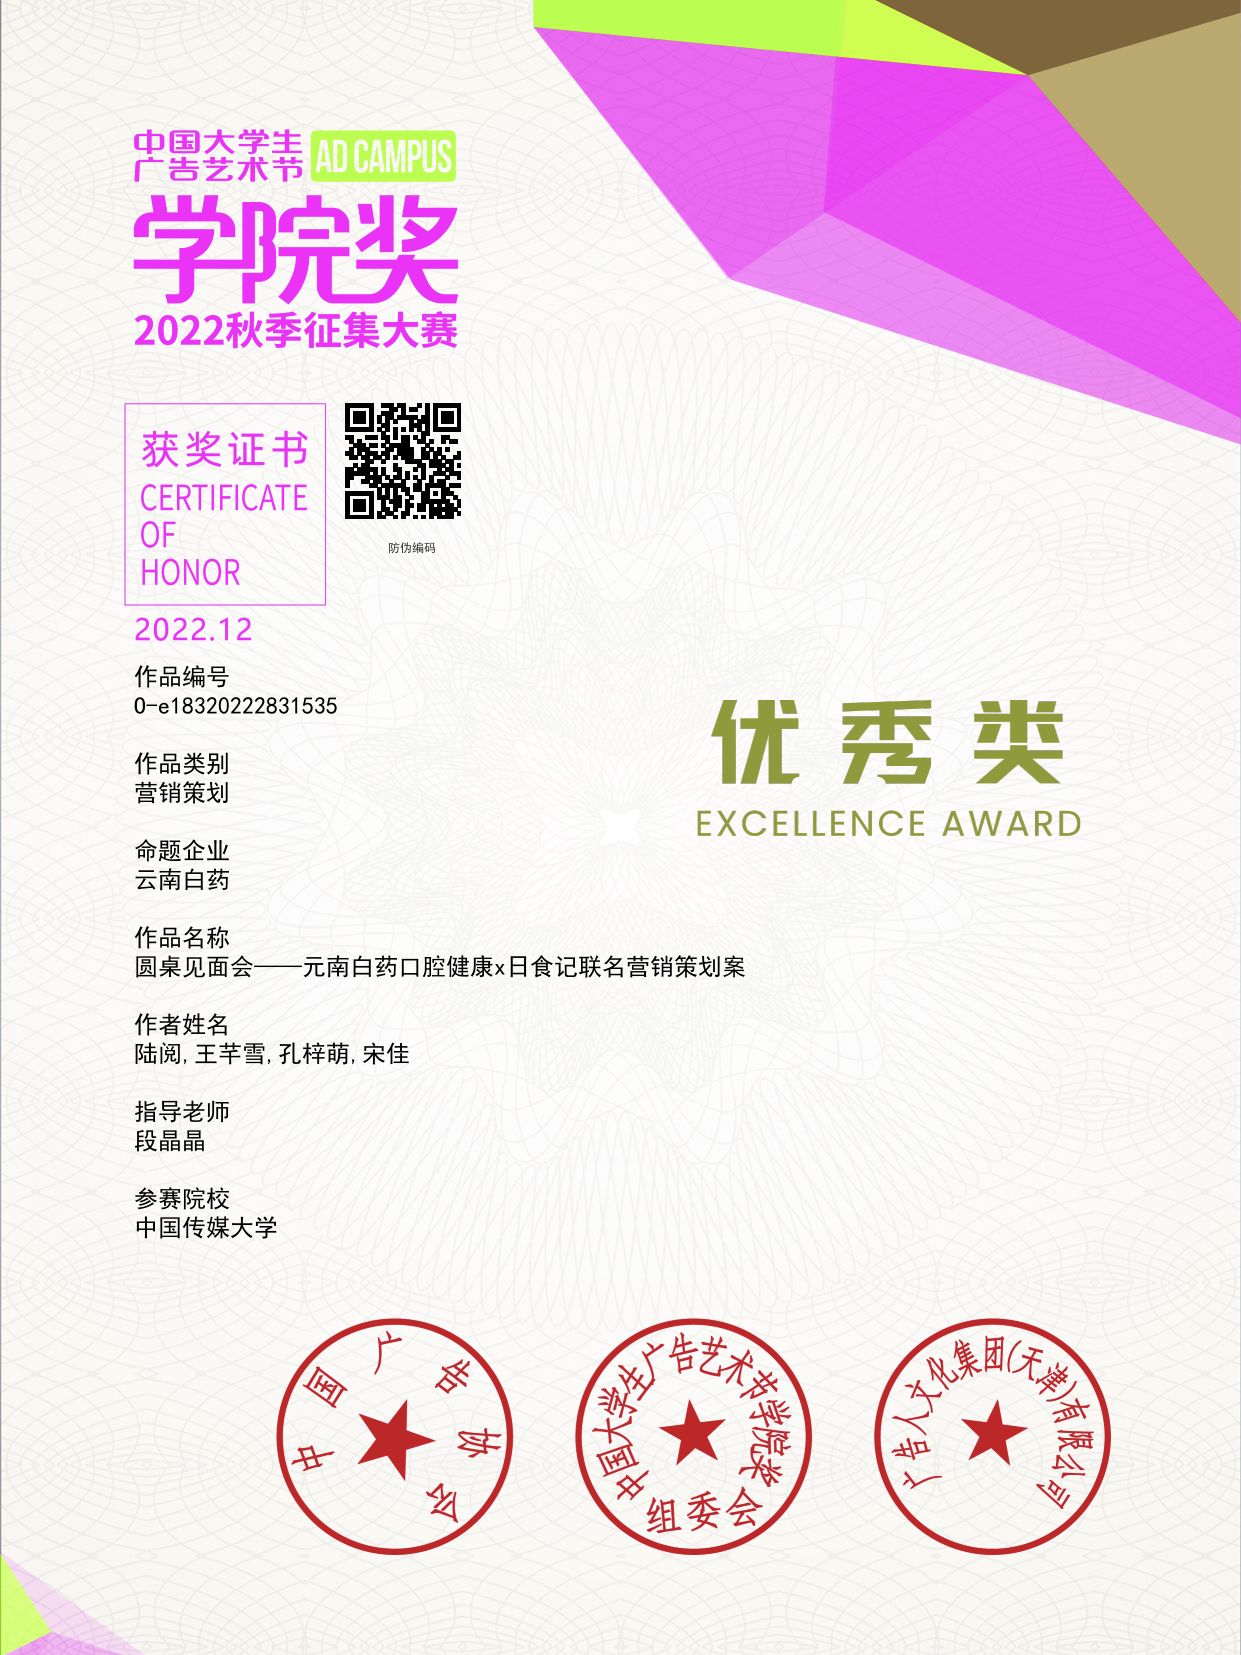 中国大学生
广告艺术节
AD CAMPUS
学院奖
2022秋季征集大赛
获奖证书
CERTIFICATE
OF
HONOR
防伪编码
2022.12
作品编号
0-e18320222831535
作品类别
营销策划
命题企业
云南白药
作品名称
圆桌见面会——元南白药口腔健康x日食记联名营销策划案
作者姓名
陆阅, 王芊雪, 孔梓萌, 宋佳
指导老师
段晶晶
参赛院校
中国传媒大学
优秀类
EXCELLENCE AWARD
中国广告协会
中国大学生广告艺术节学院奖
组委会
广告人文化集团(天津)有限公司